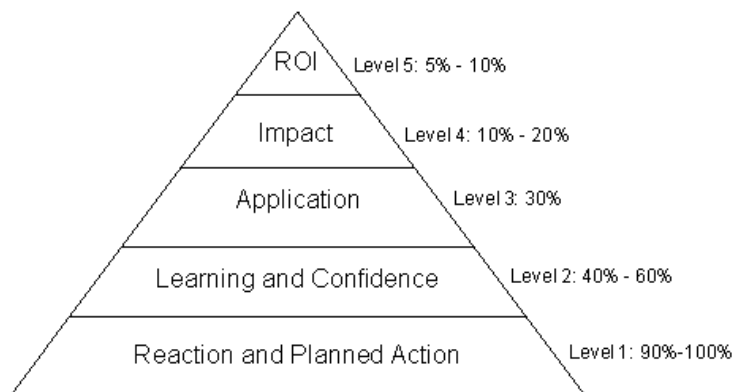 ROI
Level 5: 5% - 10%
Impact
Level 4: 10% - 20%
Application
Level 3: 30%
Learning and Confidence
Level 2: 40% - 60%
Reaction and Planned Action
Level 1: 90%-100%